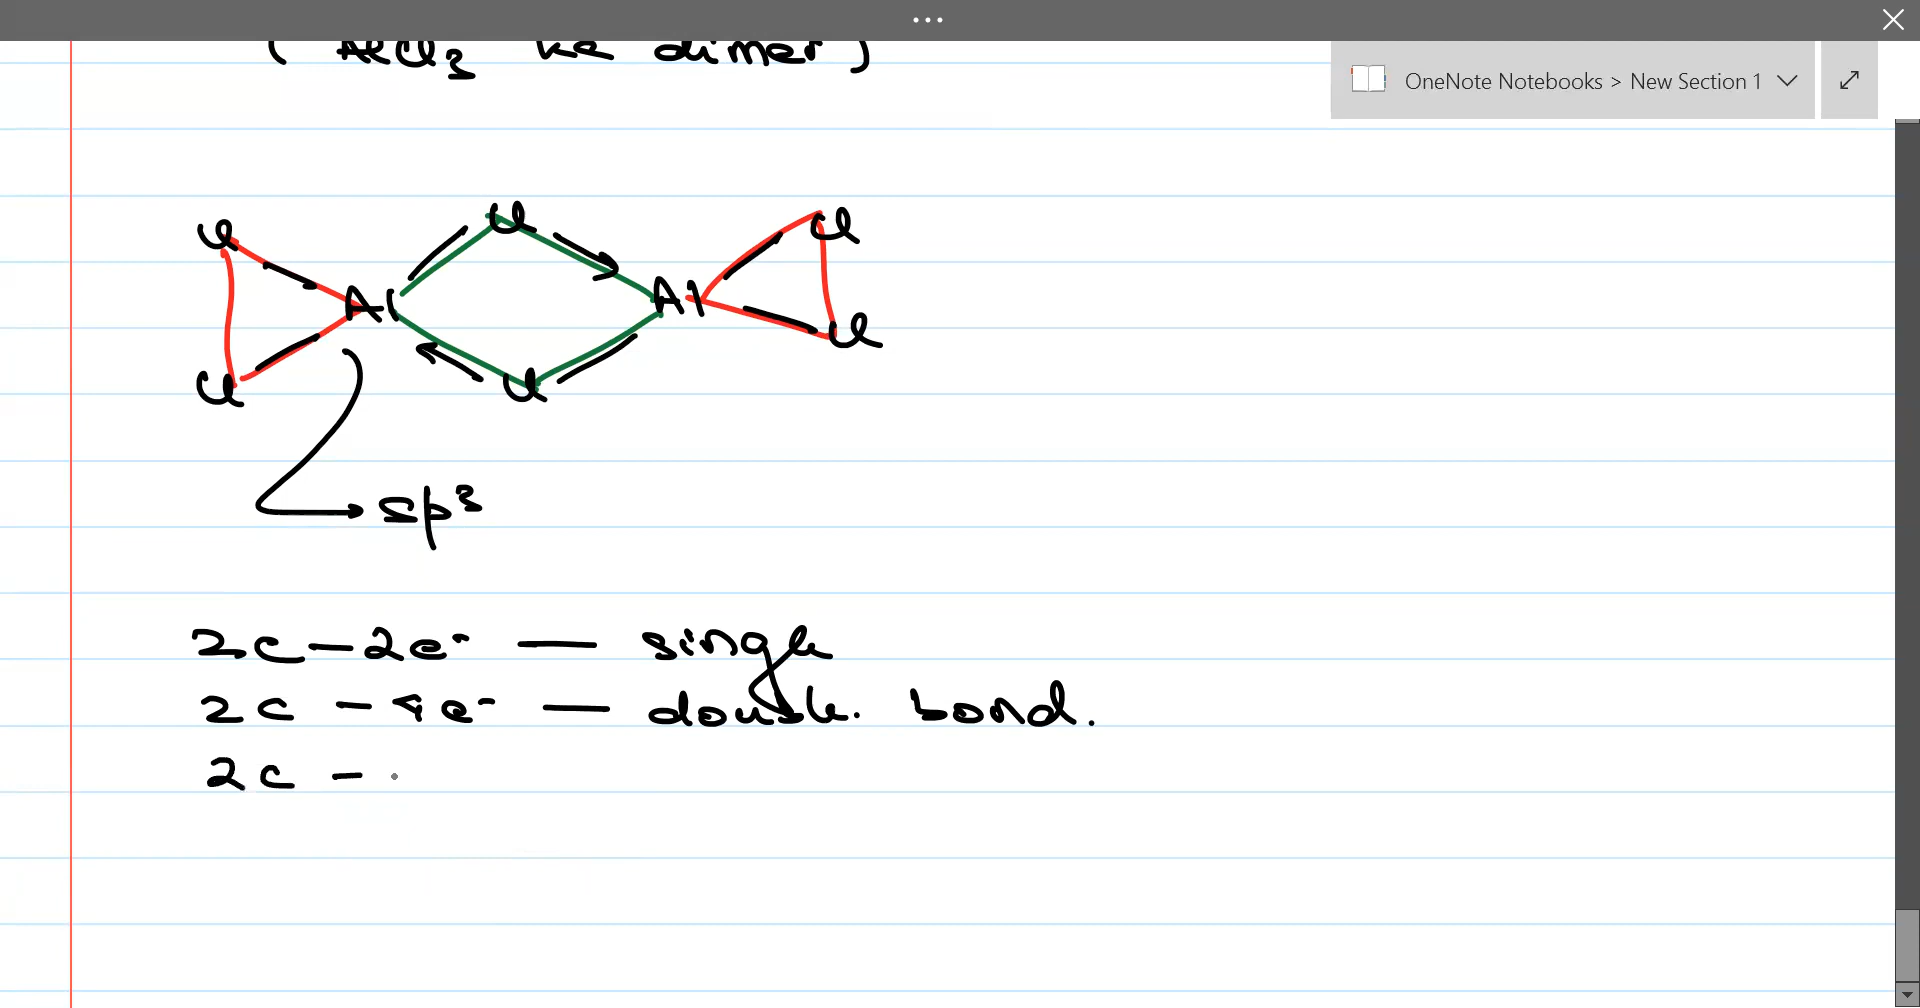 ...
( AlCl3 ka dimer )
OneNote Notebooks > New Section 1
Cl Cl Cl
Al Al
Cl
Cl Cl
sp³
2c - 2e⁻ — single
2c - 4e⁻ — double. bond.
2c -